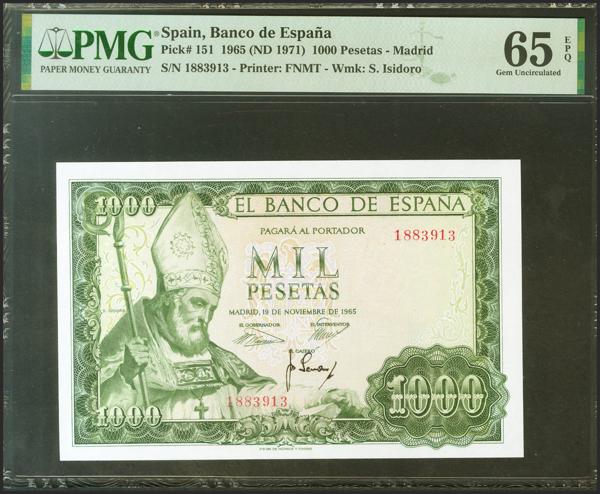 PMG
PAPER MONEY GUARANTY
Spain, Banco de España
Pick# 151 1965 (ND 1971) 1000 Pesetas - Madrid
S/N 1883913 - Printer: FNMT - Wmk: S. Isidoro
65 EPQ
Gem Uncirculated
1000
EL BANCO DE ESPAÑA
PAGARÁ AL PORTADOR
1883913
MIL
PESETAS
MADRID, 19 DE NOVIEMBRE DE 1965
EL GOBERNADOR
EL INTERVENTOR
EL CAJERO
1883913
1000
1000